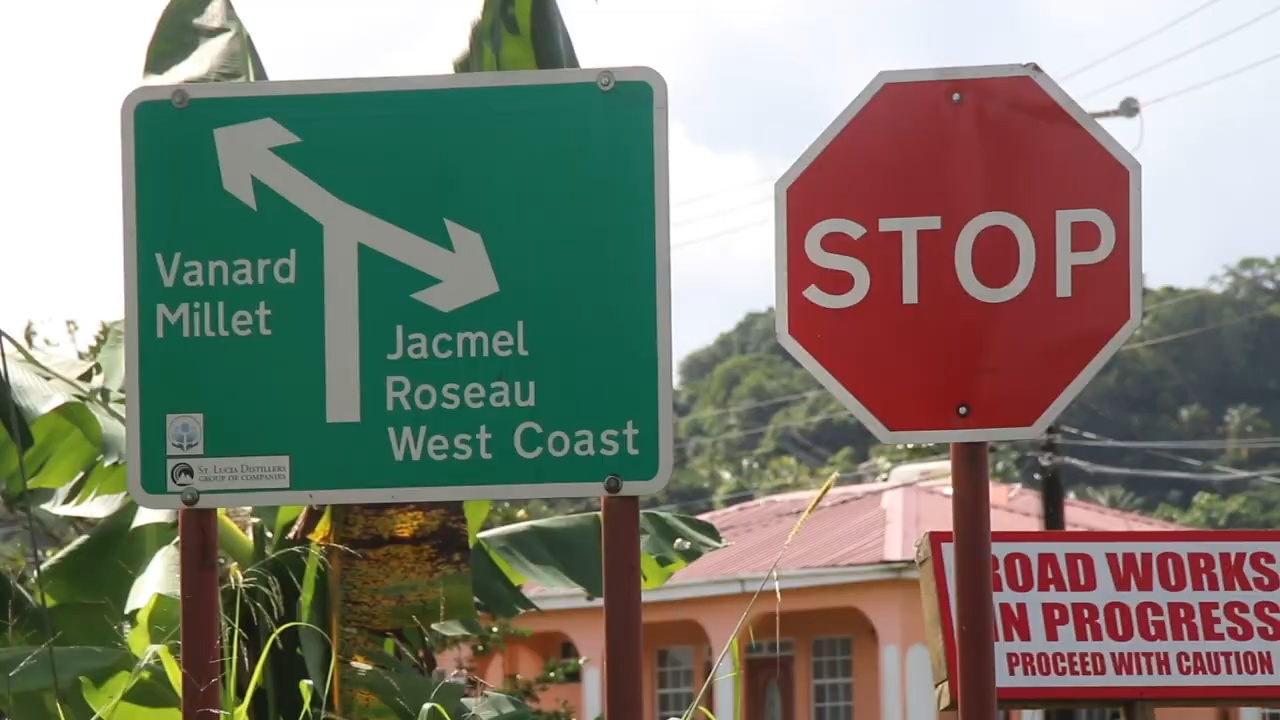 Vanard
Millet
Jacmel
Roseau
West Coast
St. Lucia Distillers
Group of Companies
STOP
ROAD WORKS
IN PROGRESS
PROCEED WITH CAUTION